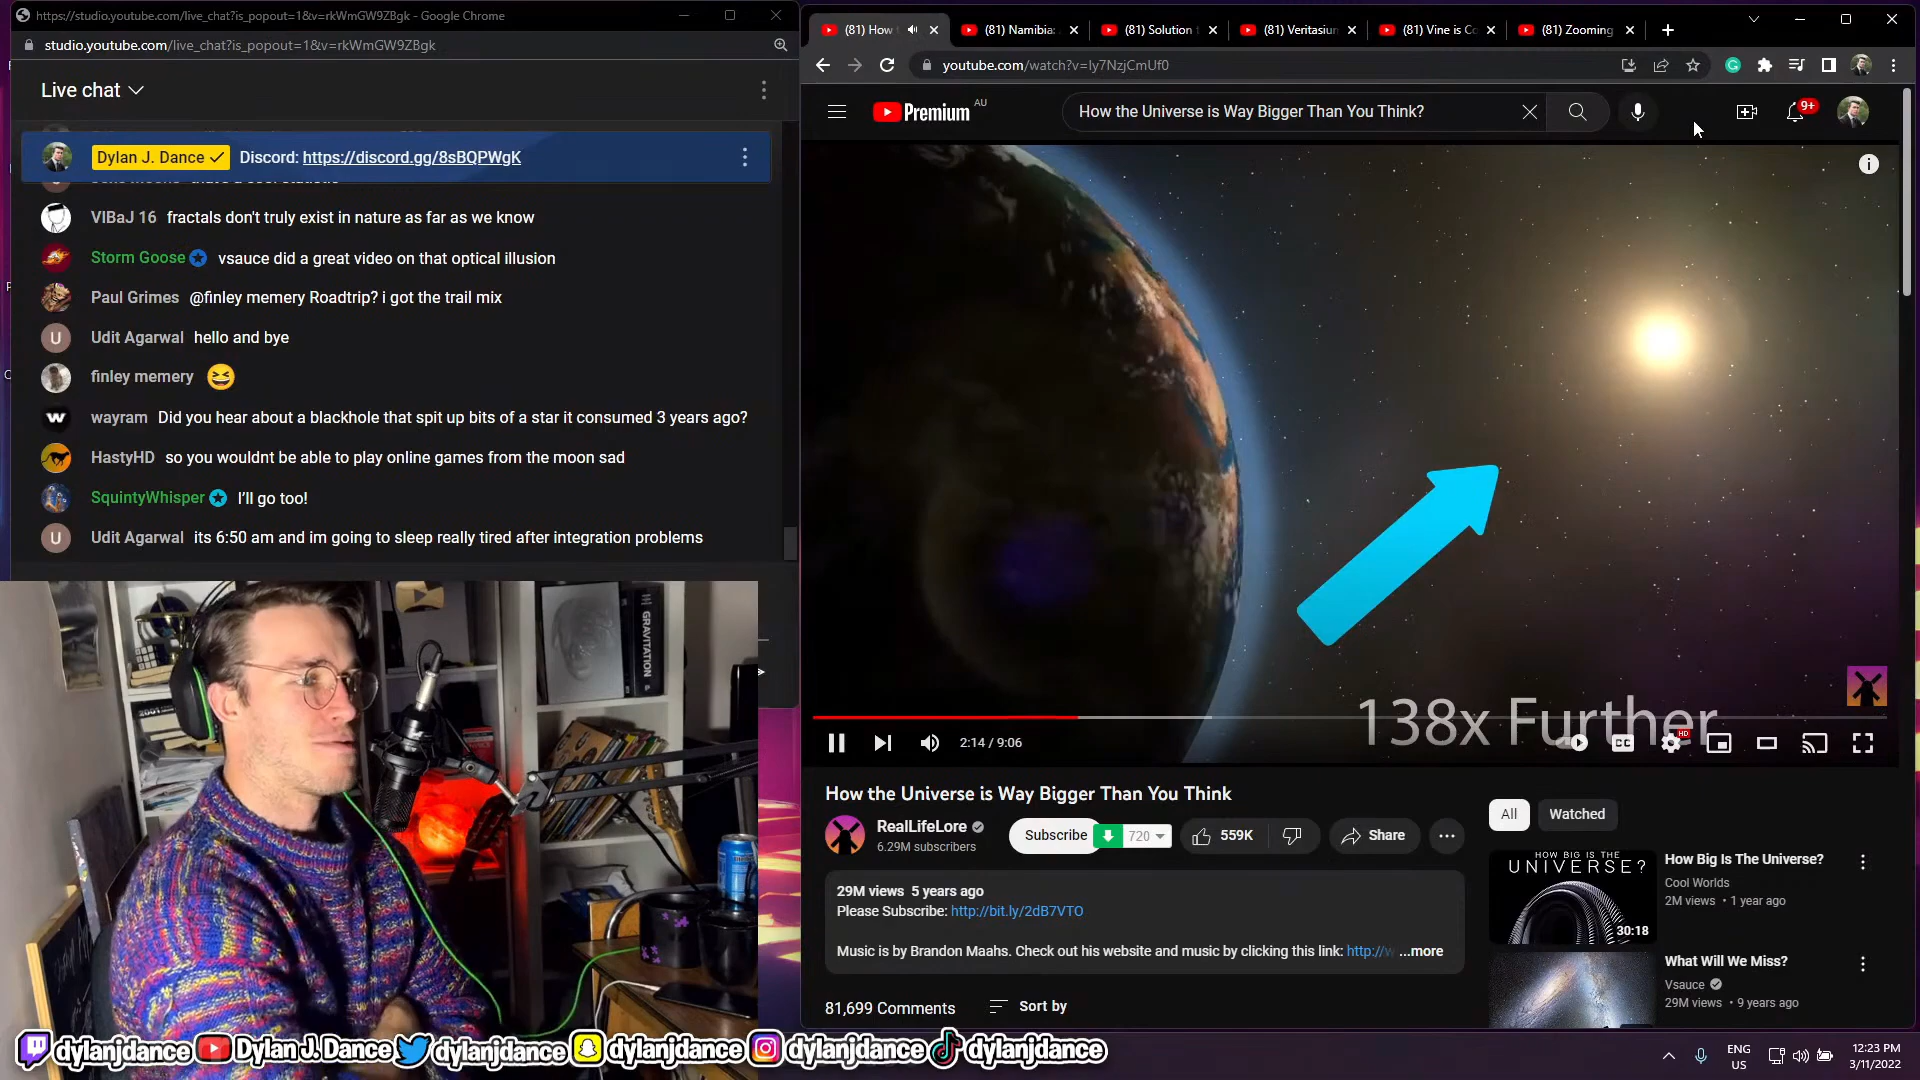 https://studio.youtube.com/live_chat?is_popout=1&v=rkWmGW9ZBgk - Google Chrome
studio.youtube.com/live_chat?is_popout=1&v=rkWmGW9ZBgk
Live chat
Dylan J. Dance Discord: https://discord.gg/8sBQPWgK
VIBaJ 16 fractals don't truly exist in nature as far as we know
Storm Goose vsauce did a great video on that optical illusion
Paul Grimes @finley memery Roadtrip? i got the trail mix
U Udit Agarwal hello and bye
finley memery
W wayram Did you hear about a blackhole that spit up bits of a star it consumed 3 years ago?
HastyHD so you wouldnt be able to play online games from the moon sad
SquintyWhisper I'll go too!
U Udit Agarwal its 6:50 am and im going to sleep really tired after integration problems
GRAVITATION
2001
(81) How
(81) Namibia:
(81) Solution
(81) Veritasiun
(81) Vine is Co
(81) Zooming
youtube.com/watch?v=Iy7NzjCmUf0
Premium AU
How the Universe is Way Bigger Than You Think?
9+
138x Further
2:14 / 9:06
CC
HD
How the Universe is Way Bigger Than You Think
RealLifeLore
6.29M subscribers
Subscribe
720
559K
Share
29M views 5 years ago
Please Subscribe: http://bit.ly/2dB7VTO
Music is by Brandon Maahs. Check out his website and music by clicking this link: http://w ...more
81,699 Comments
Sort by
All
Watched
HOW BIG IS THE
UNIVERSE?
30:18
How Big Is The Universe?
Cool Worlds
2M views • 1 year ago
What Will We Miss?
Vsauce
29M views • 9 years ago
dylanjdance Dylan J. Dance dylanjdance dylanjdance dylanjdance dylanjdance
ENG
US
12:23 PM
3/11/2022